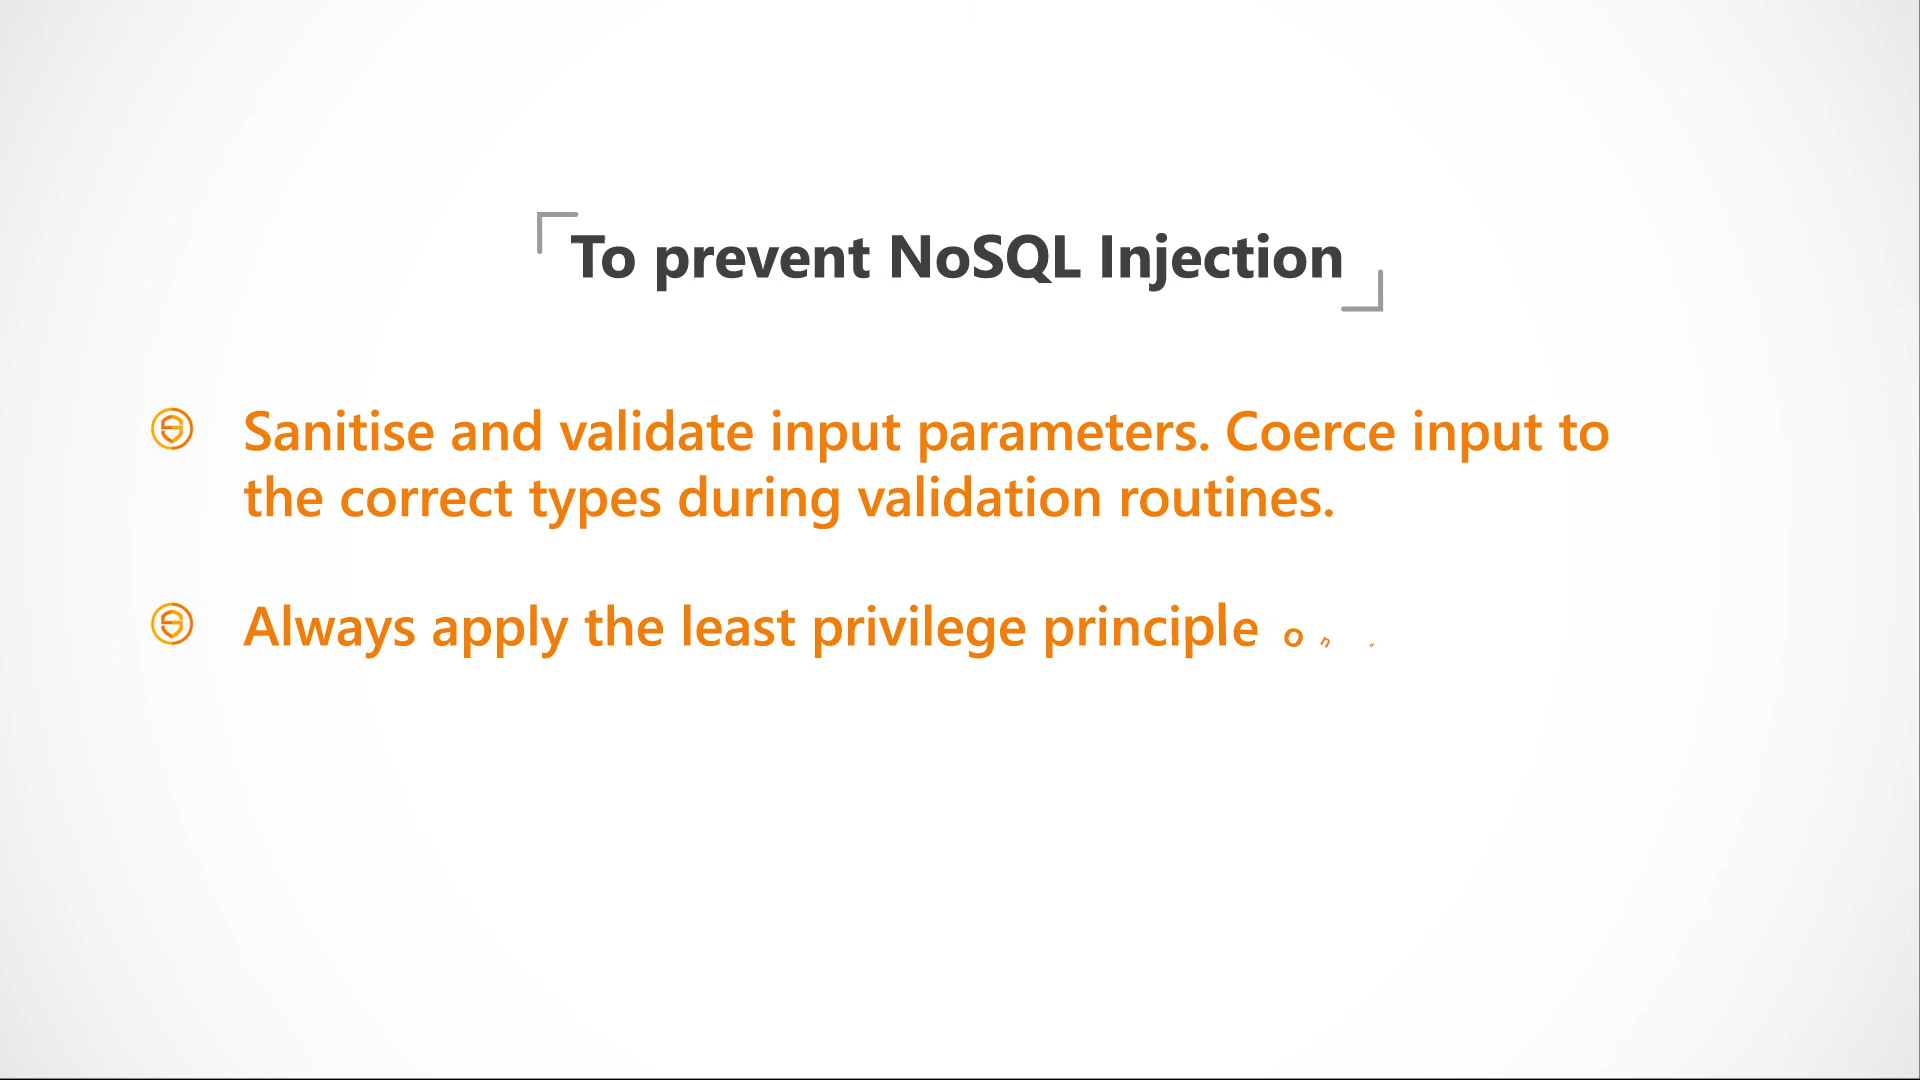 To prevent NoSQL Injection
Sanitise and validate input parameters. Coerce input to
the correct types during validation routines.
Always apply the least privilege principle on